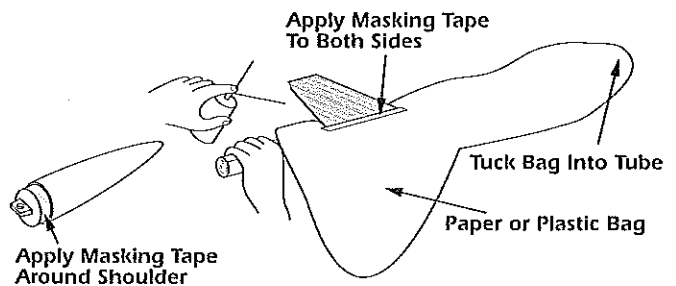 Apply Masking Tape
To Both Sides
Tuck Bag Into Tube
Paper or Plastic Bag
Apply Masking Tape
Around Shoulder